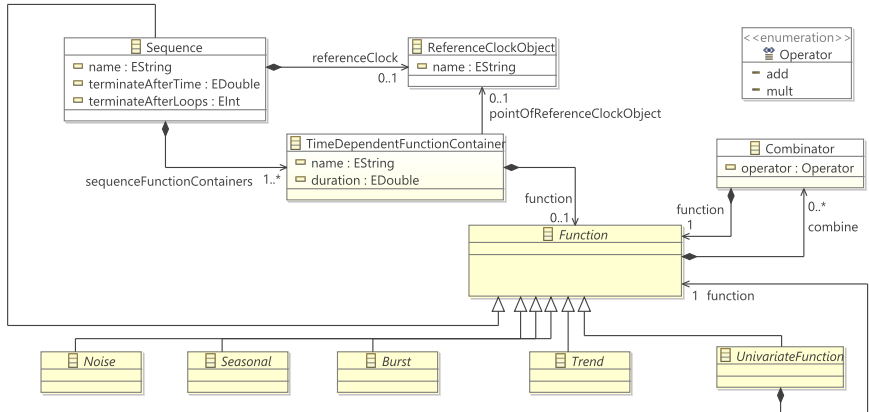 Sequence
name : EString
terminateAfterTime : EDouble
terminateAfterLoops : EInt
referenceClock
0..1
ReferenceClockObject
name : EString
<<enumeration>>
Operator
add
mult
0..1
pointOfReferenceClockObject
TimeDependentFunctionContainer
name : EString
duration : EDouble
sequenceFunctionContainers
1..*
Combinator
operator : Operator
function
0..1
function
1
0..*
combine
Function
1 function
Noise
Seasonal
Burst
Trend
UnivariateFunction